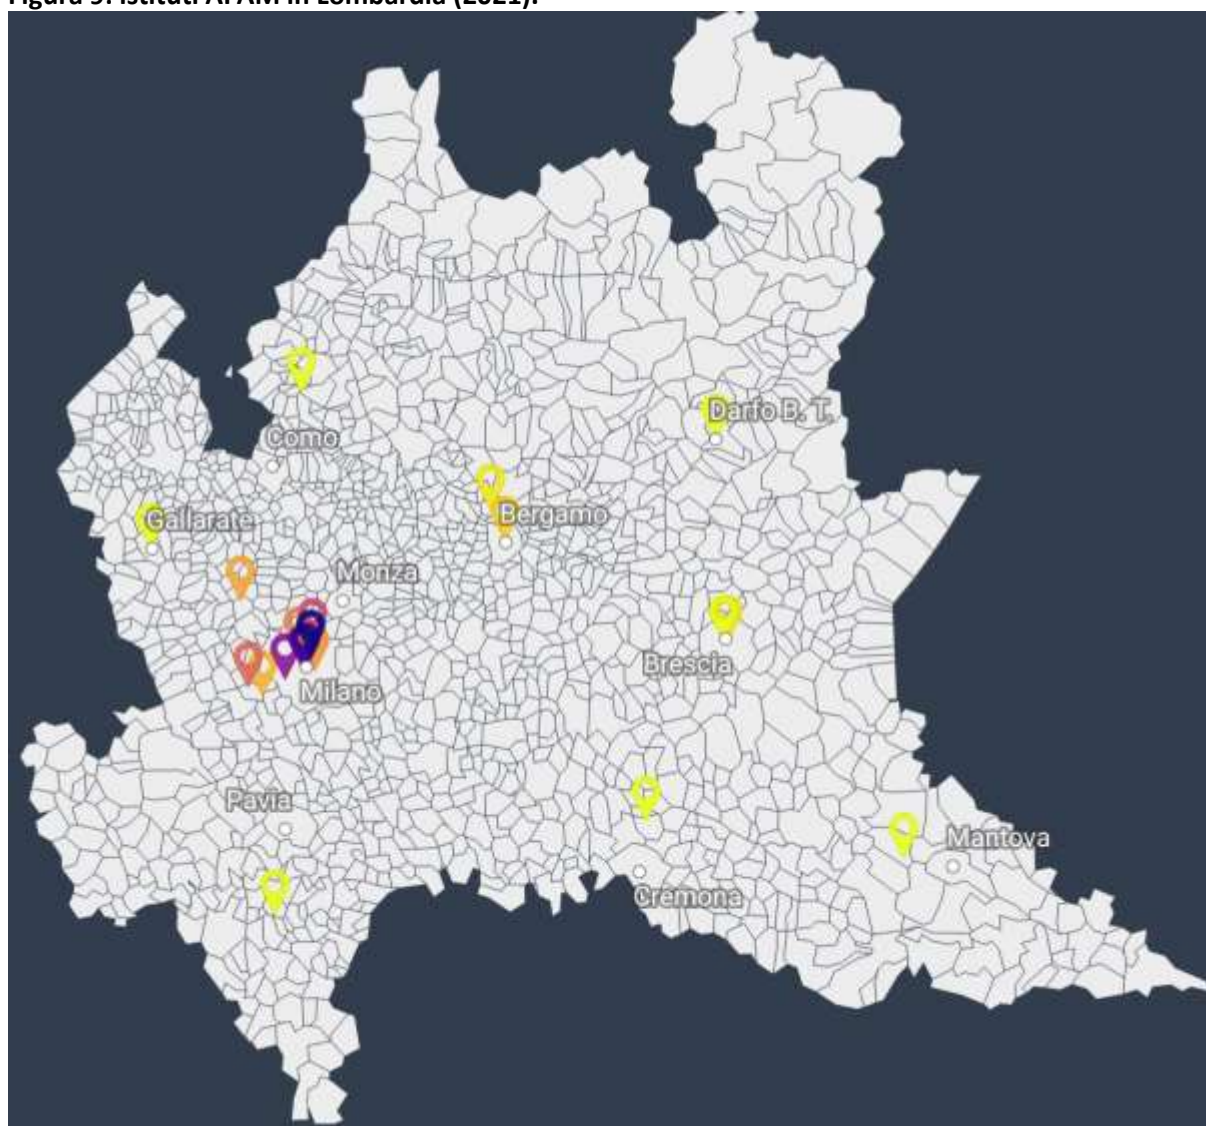 Figura 9. Istituti AFAM in Lombardia (2021).
Darfo B. T.
Como
Gallarate
Bergamo
Monza
Brescia
Milano
Pavia
Mantova
Cremona